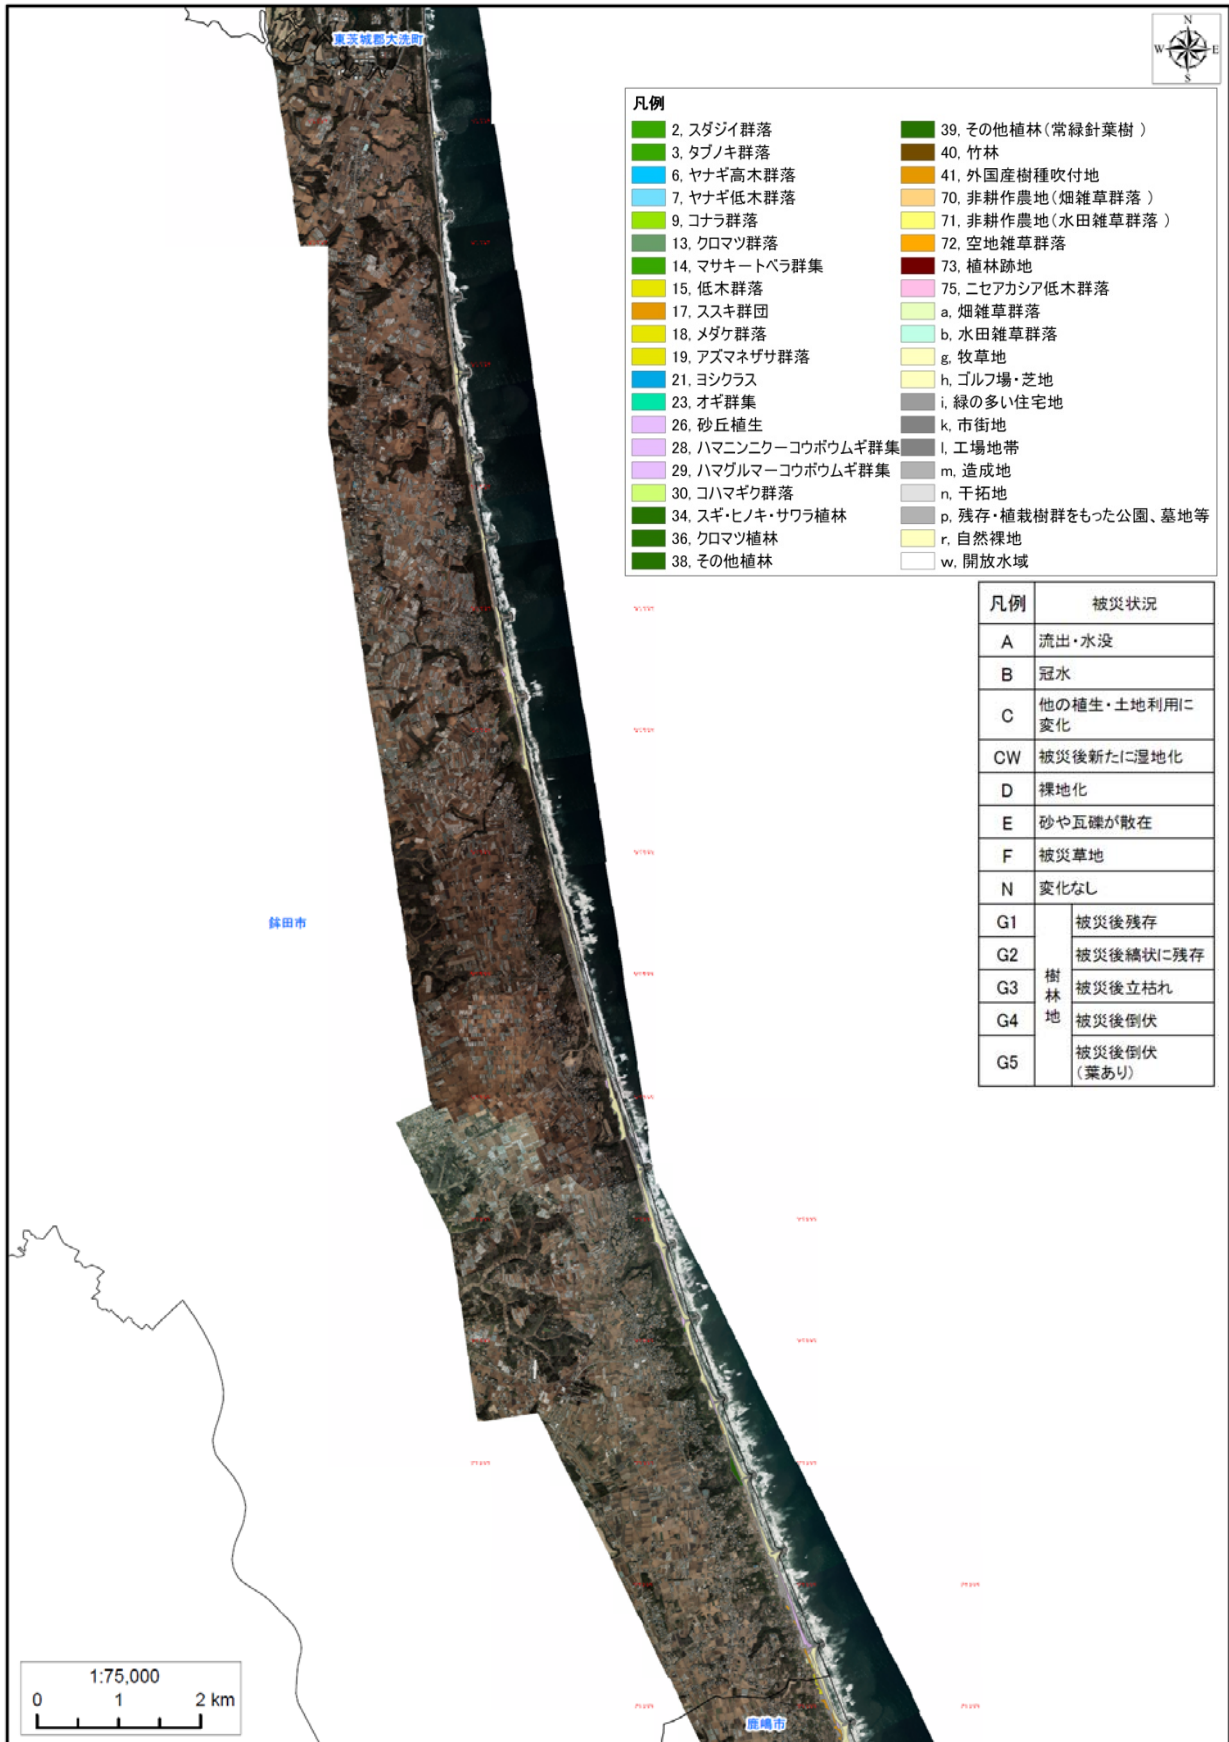 東茨城郡大洗町
N
W
E
S
凡例
2, スダジイ群落
3, タブノキ群落
6, ヤナギ高木群落
7, ヤナギ低木群落
9, コナラ群落
13, クロマツ群落
14, マサキートベラ群集
15, 低木群落
17, ススキ群団
18, メダケ群落
19, アズマネザサ群落
21, ヨシクラス
23, オギ群集
26, 砂丘植生
28, ハマニンニクーコウボウムギ群集
29, ハマグルマーコウボウムギ群集
30, コハマギク群落
34, スギ・ヒノキ・サワラ植林
36, クロマツ植林
38, その他植林
39, その他植林（常緑針葉樹 ）
40, 竹林
41, 外国産樹種吹付地
70, 非耕作農地（畑雑草群落 ）
71, 非耕作農地（水田雑草群落 ）
72, 空地雑草群落
73, 植林跡地
75, ニセアカシア低木群落
a, 畑雑草群落
b, 水田雑草群落
g, 牧草地
h, ゴルフ場・芝地
i, 緑の多い住宅地
k, 市街地
l, 工場地帯
m, 造成地
n, 干拓地
p, 残存・植栽樹群をもった公園、墓地等
r, 自然裸地
w, 開放水域
凡例 被災状況
A 流出・水没
B 冠水
C 他の植生・土地利用に
変化
CW 被災後新たに湿地化
D 裸地化
E 砂や瓦礫が散在
F 被災草地
N 変化なし
樹林地
G1 被災後残存
G2 被災後縞状に残存
G3 被災後立枯れ
G4 被災後倒伏
G5 被災後倒伏
（葉あり）
鉾田市
鹿嶋市
1:75,000
0 1 2 km